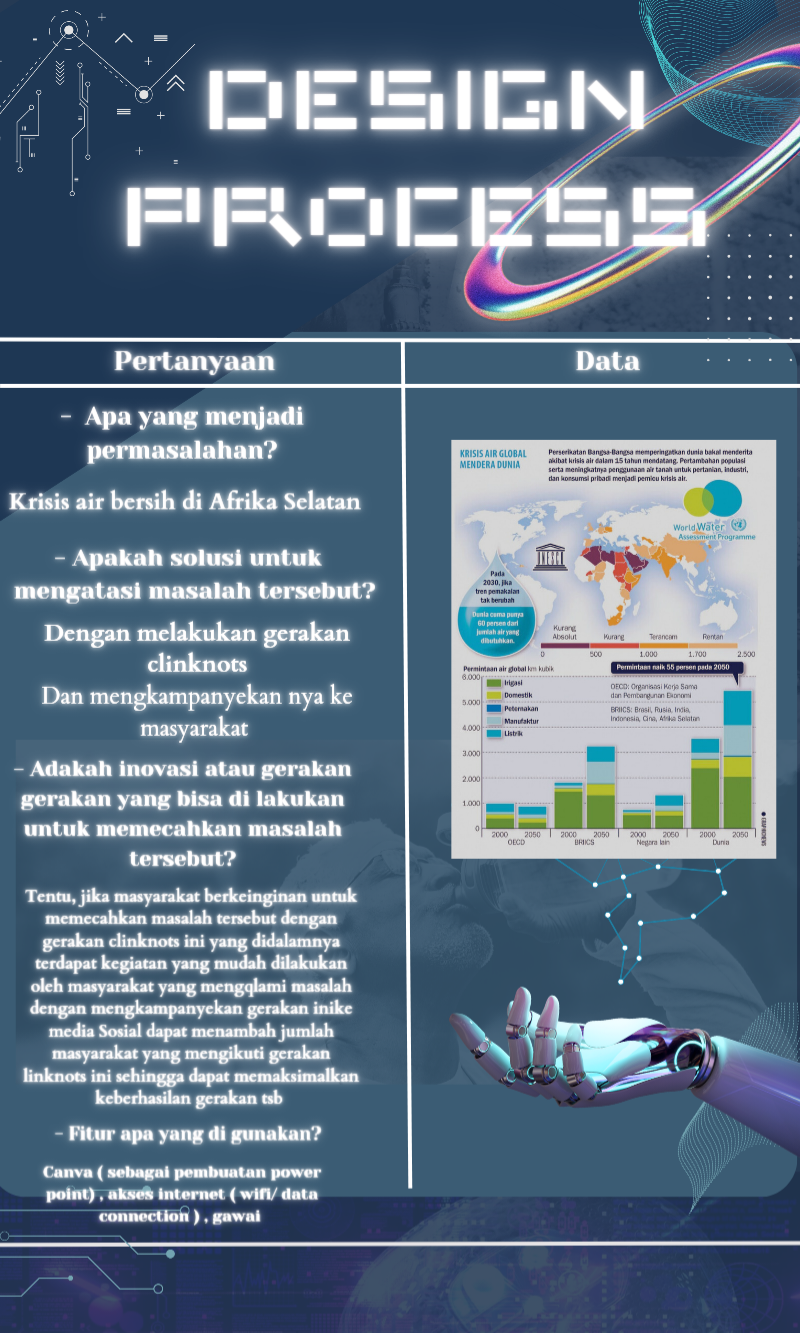 DESIGN
PROCESS
Pertanyaan
Data
- Apa yang menjadi
permasalahan?
Krisis air bersih di Afrika Selatan
- Apakah solusi untuk
mengatasi masalah tersebut?
Dengan melakukan gerakan
clinknots
Dan mengkampanyekan nya ke
masyarakat
- Adakah inovasi atau gerakan
gerakan yang bisa di lakukan
untuk memecahkan masalah
tersebut?
Tentu, jika masyarakat berkeinginan untuk
memecahkan masalah tersebut dengan
gerakan clinknots ini yang didalamnya
terdapat kegiatan yang mudah dilakukan
oleh masyarakat yang mengqlami masalah
dengan mengkampanyekan gerakan inike
media Sosial dapat menambah jumlah
masyarakat yang mengikuti gerakan
linknots ini sehingga dapat memaksimalkan
keberhasilan gerakan tsb
- Fitur apa yang di gunakan?
Canva ( sebagai pembuatan power
point) , akses internet ( wifi/ data
connection ) , gawai
KRISIS AIR GLOBAL
MENDERA DUNIA
Perserikatan Bangsa-Bangsa memperingatkan dunia bakal menderita
akibat krisis air dalam 15 tahun mendatang. Pertambahan populasi
serta meningkatnya penggunaan air tanah untuk pertanian, industri,
dan konsumsi pribadi menjadi pemicu krisis air.
World Water
Assessment Programme
UNESCO
Pada
2030, jika
tren pemakaian
tak berubah
Dunia cuma punya
60 persen dari
jumlah air yang
dibutuhkan.
Kurang
Absolut Kurang Terencam Rentan
0 500 1.000 1.700 2.500
Permintaan air global km kubik
Permintaan naik 55 persen pada 2050
6.000
5.000
4.000
3.000
2.000
1.000
0
Irigasi
Domestik
Peternakan
Manufaktur
Listrik
OECD: Organisasi Kerja Sama
dan Pembangunan Ekonomi
BRIICS: Brasil, Rusia, India,
Indonesia, Cina, Afrika Selatan
2000 2050 2000 2050 2000 2050 2000 2050
OECD BRIICS Negara lain Dunia